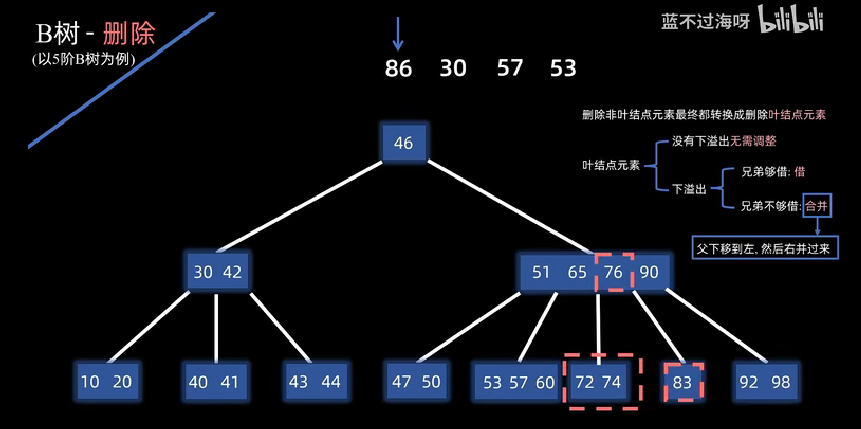 B树 - 删除
(以5阶B树为例)
蓝不过海呀 bilibili
86 30 57 53
删除非叶结点元素最终都转换成删除叶结点元素
没有下溢出无需调整
叶结点元素
兄弟够借: 借
下溢出
兄弟不够借: 合并
父下移到左。然后右并过来
46
30 42
51 65 76 90
10 20
40 41
43 44
47 50
53 57 60
72 74
83
92 98